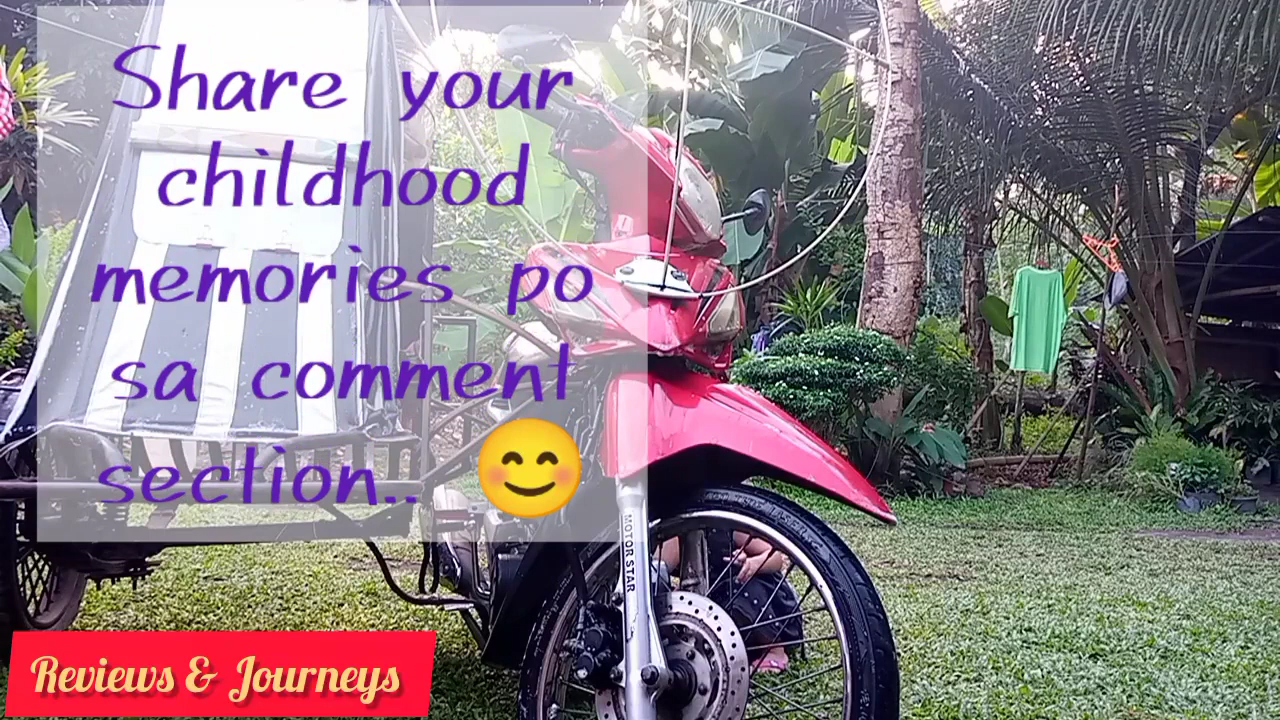 Share your
childhood
memories po
sa comment
section.. 😊
MOTOR STAR
Reviews & Journeys